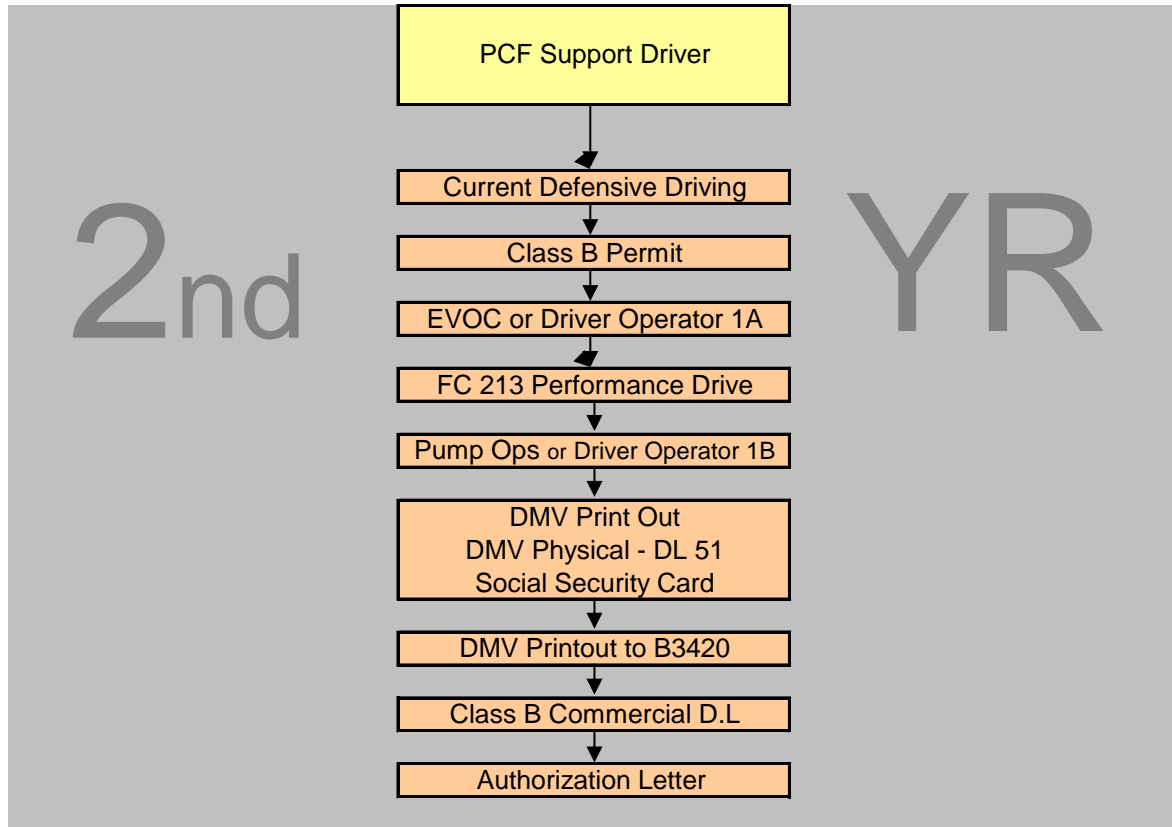 PCF Support Driver
Current Defensive Driving
2nd YR
Class B Permit
EVOC or Driver Operator 1A
FC 213 Performance Drive
Pump Ops or Driver Operator 1B
DMV Print Out
DMV Physical - DL 51
Social Security Card
DMV Printout to B3420
Class B Commercial D.L
Authorization Letter